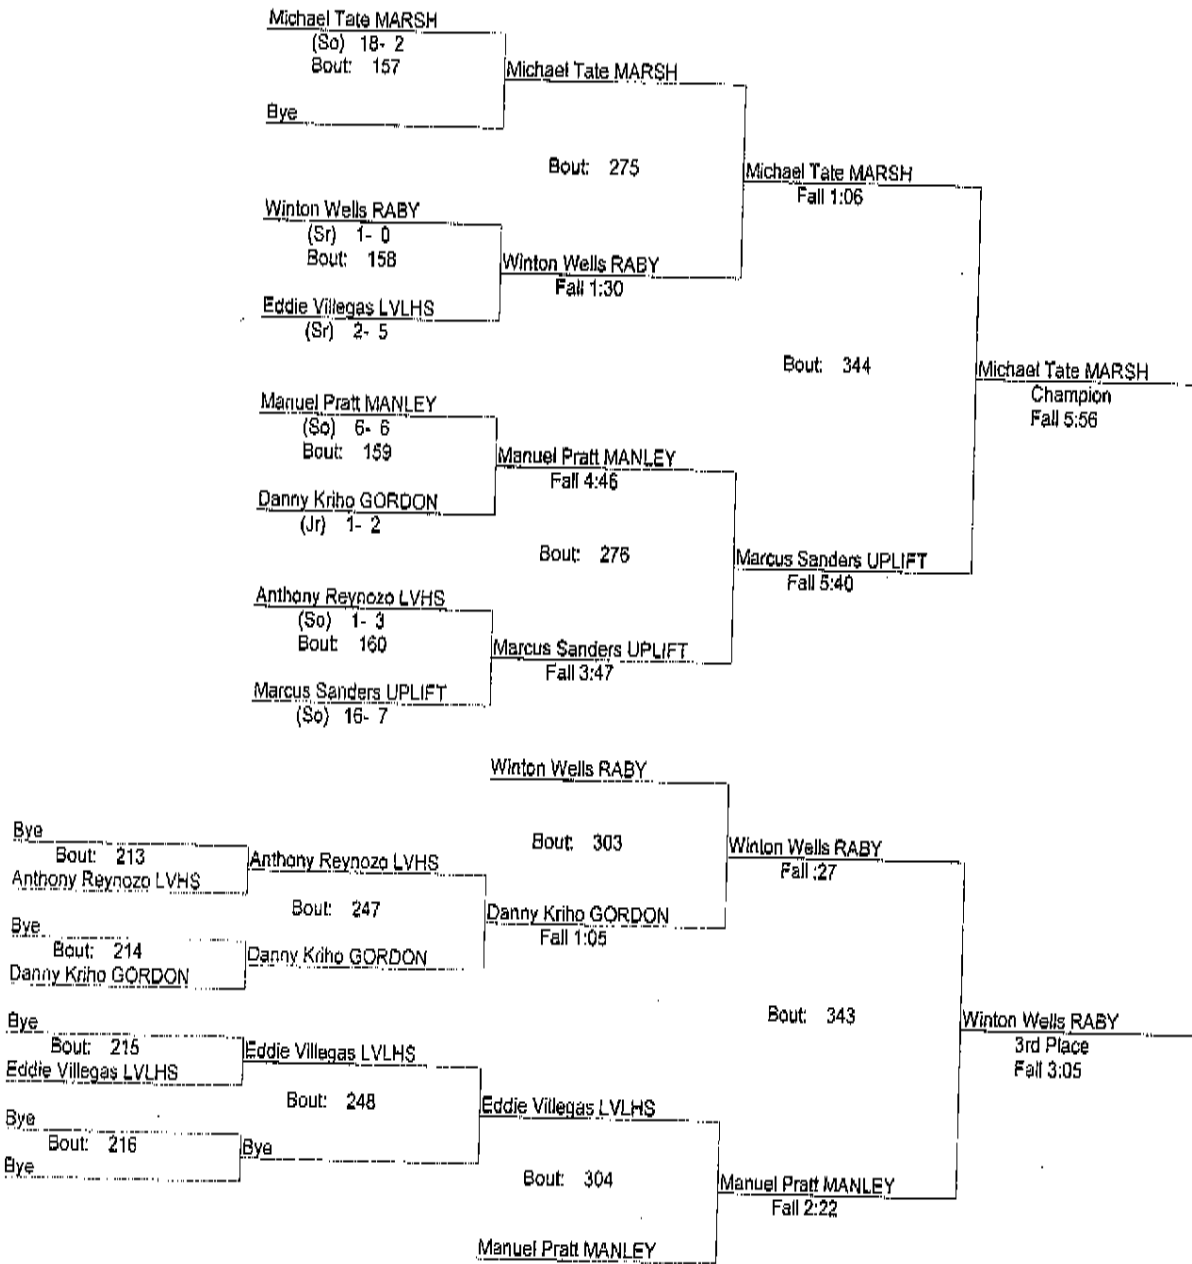 Michael Tate MARSH
(So) 18- 2
Bout: 157
Michael Tate MARSH
Bye
Bout: 275
Michael Tate MARSH
Fall 1:06
Winton Wells RABY
(Sr) 1- 0
Bout: 158
Winton Wells RABY
Fall 1:30
Eddie Villegas LVLHS
(Sr) 2- 5
Bout: 344
Michael Tate MARSH
Champion
Fall 5:56
Manuel Pratt MANLEY
(So) 6- 6
Bout: 159
Manuel Pratt MANLEY
Fall 4:46
Danny Kriho GORDON
(Jr) 1- 2
Bout: 276
Marcus Sanders UPLIFT
Fall 5:40
Anthony Reynozo LVHS
(So) 1- 3
Bout: 160
Marcus Sanders UPLIFT
Fall 3:47
Marcus Sanders UPLIFT
(So) 16- 7
Winton Wells RABY
Bout: 303
Winton Wells RABY
Fall :27
Bye
Bout: 213
Anthony Reynozo LVHS
Anthony Reynozo LVHS
Bout: 247
Danny Kriho GORDON
Fall 1:05
Bye
Bout: 214
Danny Kriho GORDON
Danny Kriho GORDON
Bout: 343
Winton Wells RABY
3rd Place
Fall 3:05
Bye
Bout: 215
Eddie Villegas LVLHS
Eddie Villegas LVLHS
Bout: 248
Eddie Villegas LVLHS
Bye
Bout: 216
Bye
Bye
Bout: 304
Manuel Pratt MANLEY
Fall 2:22
Manuel Pratt MANLEY